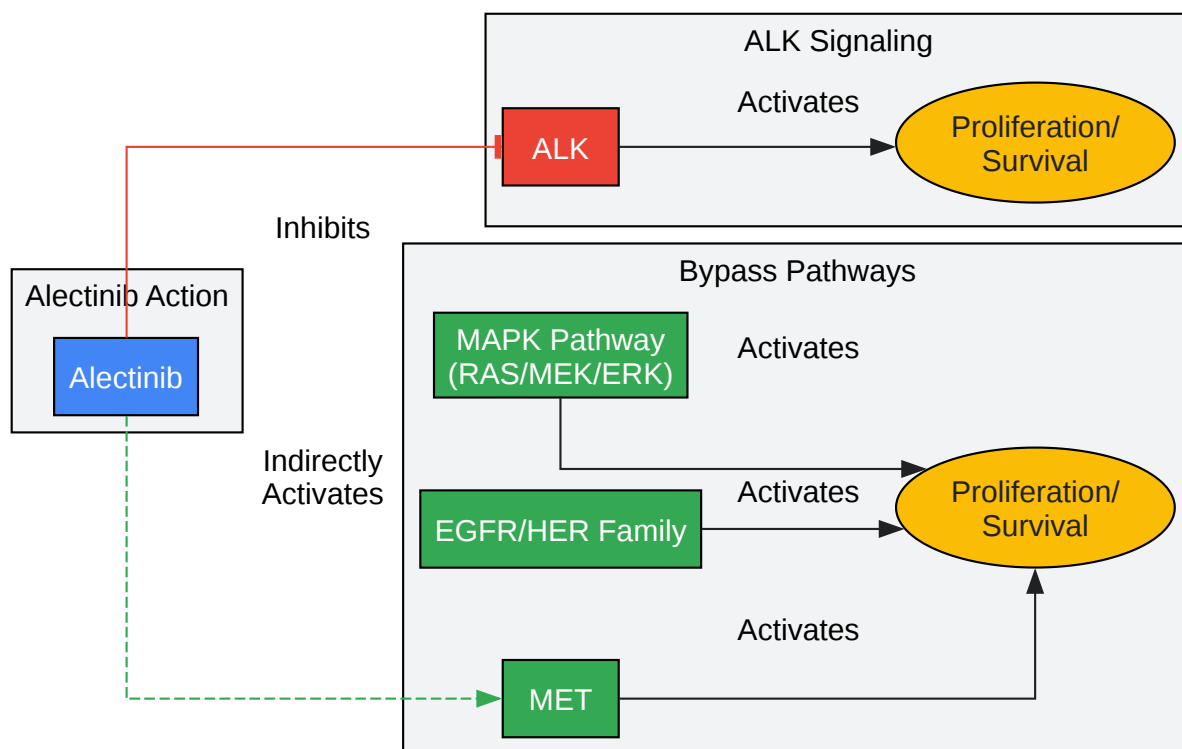 ALK Signaling
Activates
Proliferation/
Survival
ALK
Inhibits
Alectinib Action
Alectinib
Indirectly
Activates
Bypass Pathways
MAPK Pathway
(RAS/MEK/ERK)
Activates
EGFR/HER Family
Activates
Proliferation/
Survival
Activates
MET